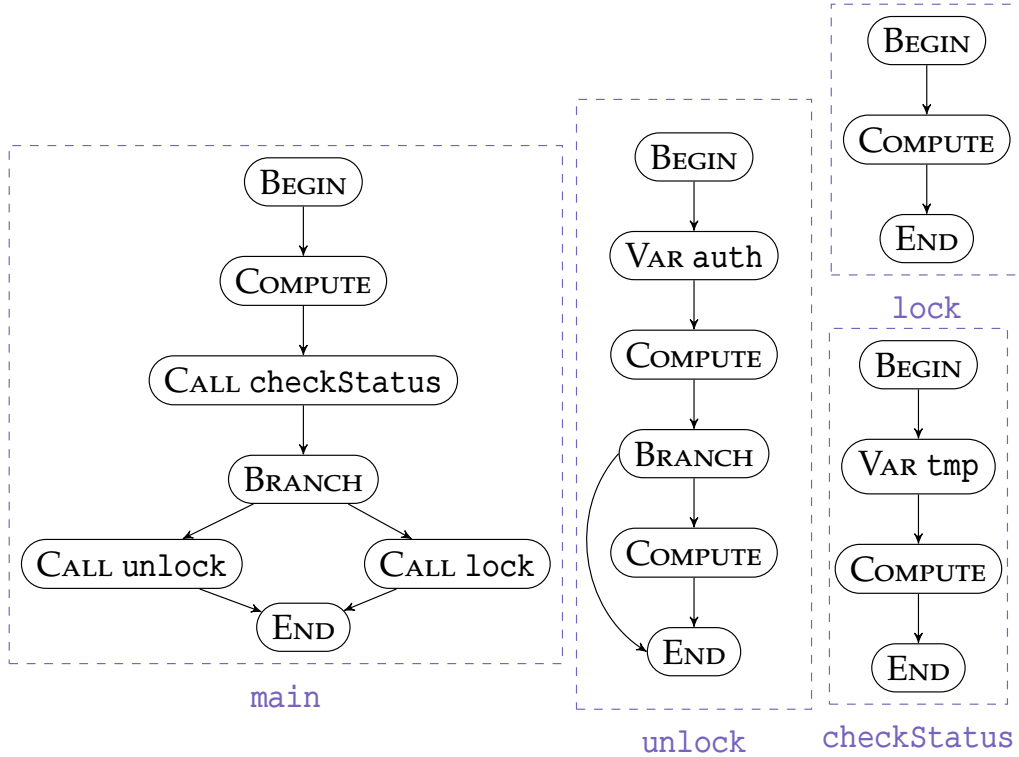 BEGIN
COMPUTE
CALL checkStatus
BRANCH
CALL unlock
CALL lock
END
main
BEGIN
VAR auth
COMPUTE
BRANCH
COMPUTE
END
unlock
BEGIN
COMPUTE
END
lock
BEGIN
VAR tmp
COMPUTE
END
checkStatus